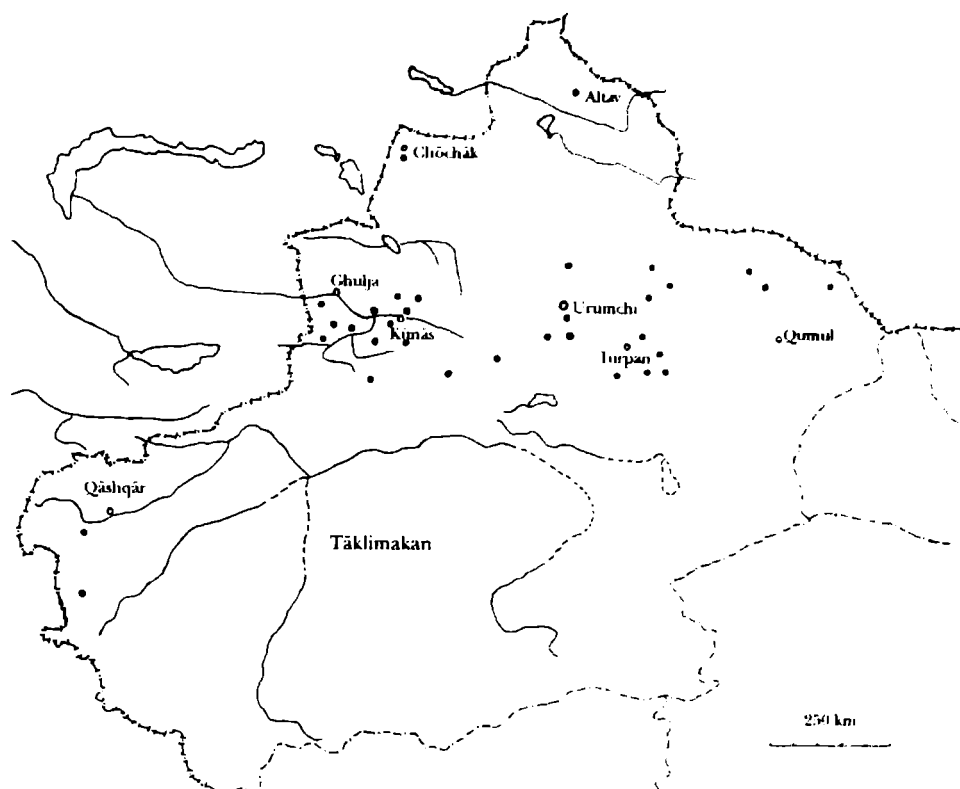 Altay
Chöchäk
Ghulja
Urumchi
Künäs
Turpan
Qumul
Qäshqär
Täklimakan
250 km